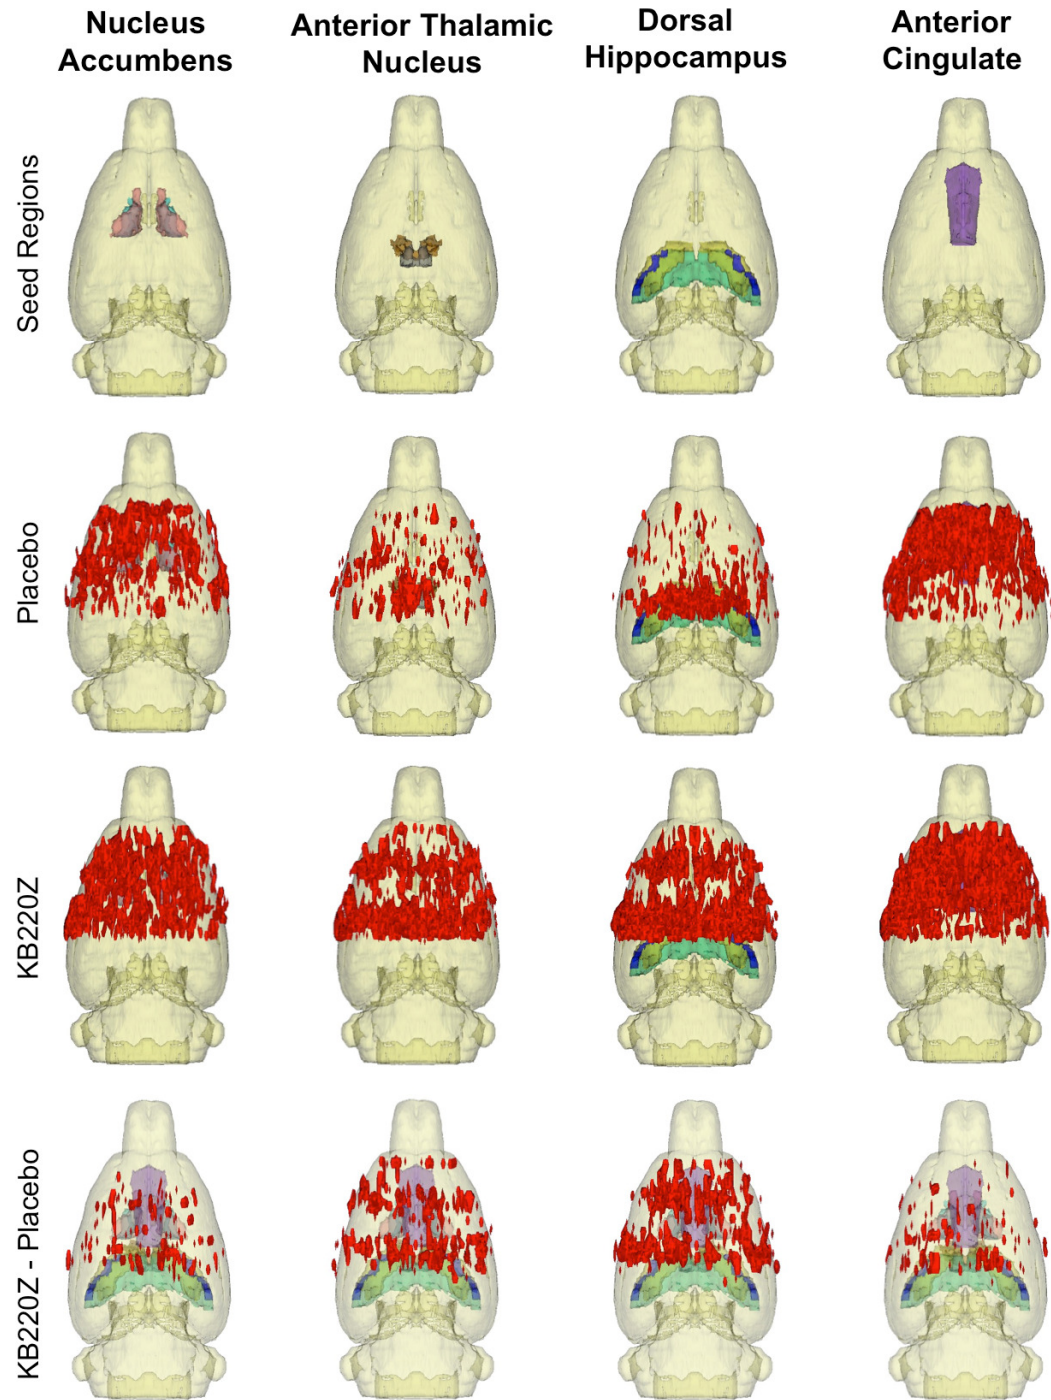 Nucleus
Accumbens
Anterior Thalamic
Nucleus
Dorsal
Hippocampus
Anterior
Cingulate
Seed Regions
Placebo
KB220Z
KB220Z - Placebo